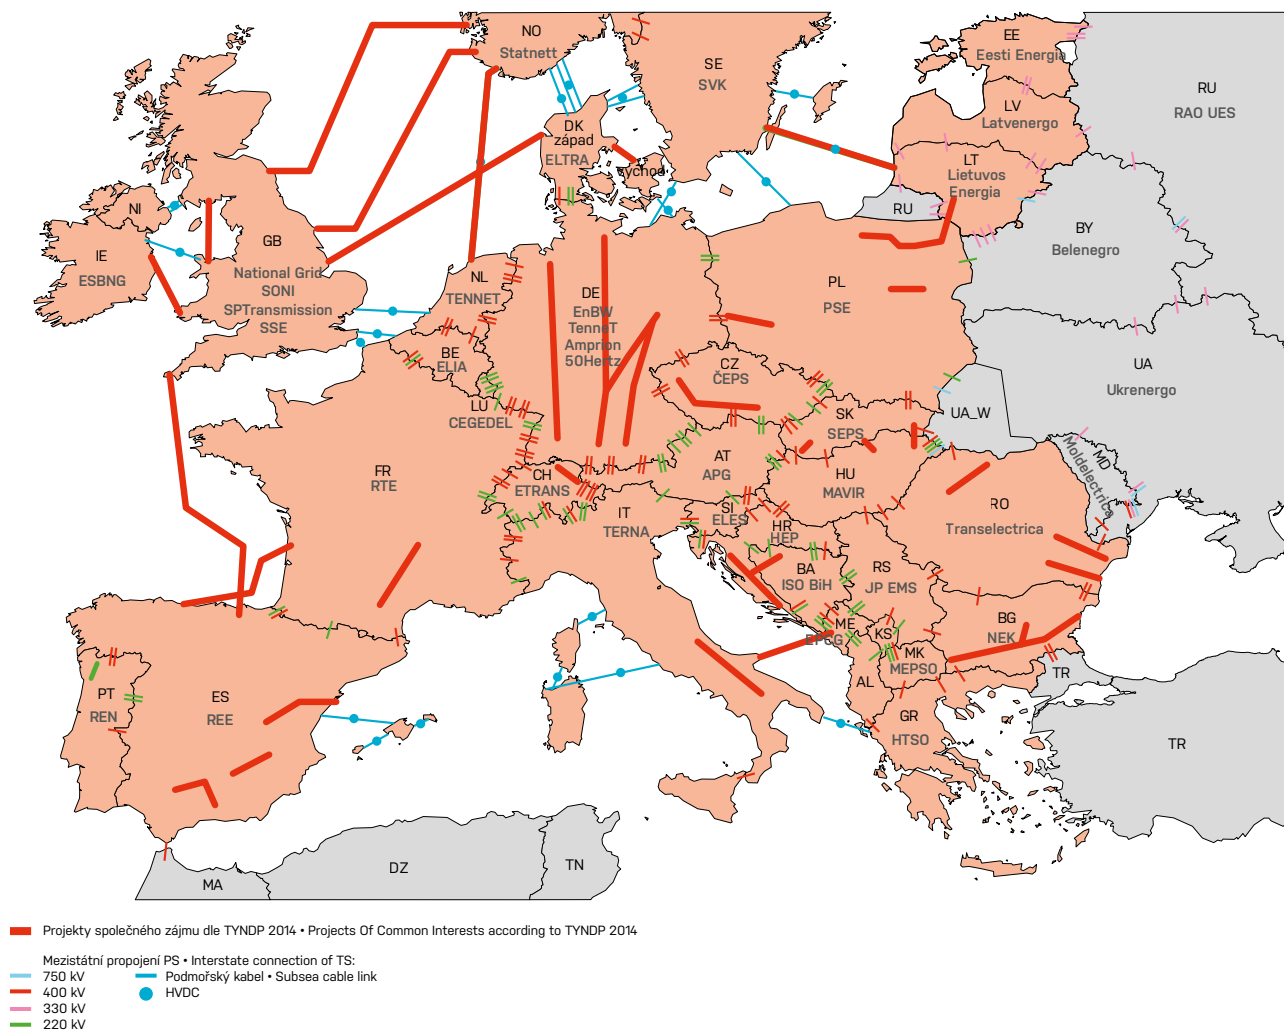 NO
Statnett
SE
SVK
EE
Eesti Energia
LV
Latvenergo
LT
Lietuvos
Energia
RU
RAO UES
RU
BY
Belenegro
DK
západ
ELTRA
východ
NI
IE
ESBNG
GB
National Grid
SONI
SPTransmission
SSE
NL
TENNET
BE
ELIA
LU
CEGEDEL
DE
EnBW
TenneT
Amprion
50Hertz
PL
PSE
CZ
ČEPS
SK
SEPS
UA
Ukrenergo
UA_W
MD
Moldelectrica
FR
RTE
CH
ETRANS
AT
APG
HU
MAVIR
RO
Transelectrica
IT
TERNA
SI
ELES
HR
HEP
BA
ISO BiH
RS
JP EMS
ME
EPCG
KS
MK
MEPSO
BG
NEK
AL
GR
HTSO
TR
TR
PT
REN
ES
REE
MA
DZ
TN
Projekty společného zájmu dle TYNDP 2014 • Projects Of Common Interests according to TYNDP 2014
Mezistátní propojení PS • Interstate connection of TS:
750 kV
400 kV
330 kV
220 kV
Podmořský kabel • Subsea cable link
HVDC